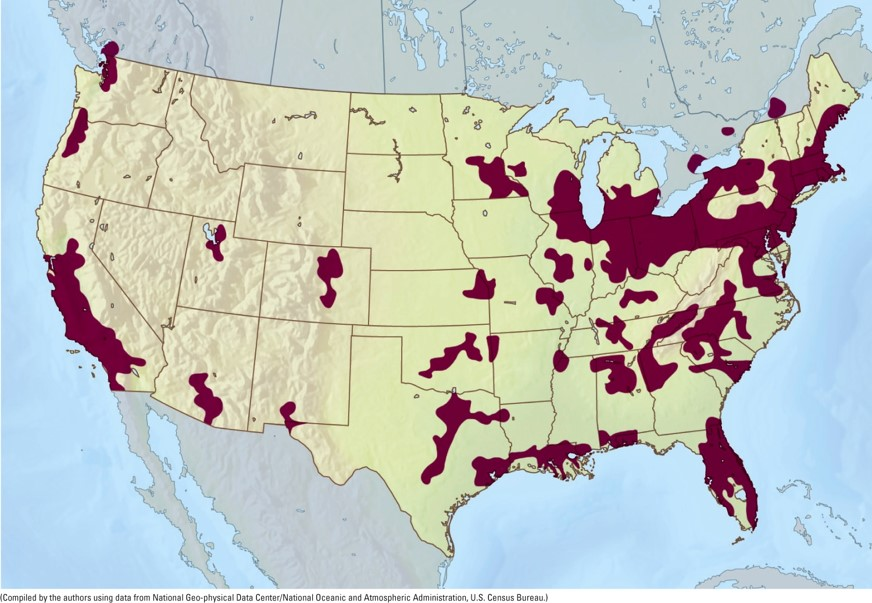 (Compiled by the authors using data from National Geo-physical Data Center/National Oceanic and Atmospheric Administration, U.S. Census Bureau.)